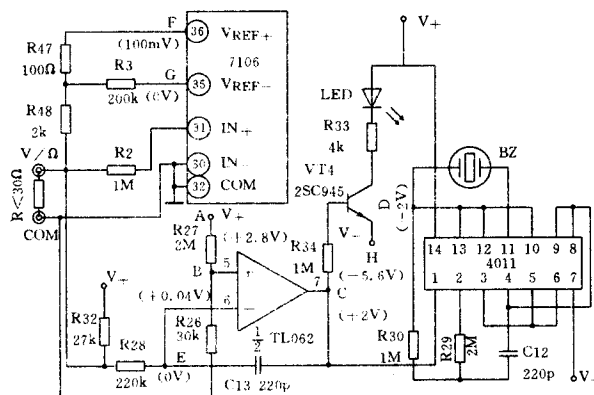 F
36
V REF+
V+
R47
(100mV)
100Ω
R3
7106
G
35
V REF-
200k
(0V)
LED
R48
2k
31
IN+
R33
4k
BZ
V/Ω
R2
1M
30
IN-
VT4
2SC945
R<30Ω
32
COM
D
(-2V)
COM
A
V+
R27
2M
(+2.8V)
V-
H
R34
1M
14 13 12 11 10 9 8
4011
1 2 3 4 5 6 7
B
5
+
7
(-5.6V)
V+
(+0.04V)
6
-
C
(+2V)
R32
27k
R26
30k
1/2 TL062
R30
1M
R29
2M
R28
220k
E
(0V)
C13
220p
C12
220p
V-